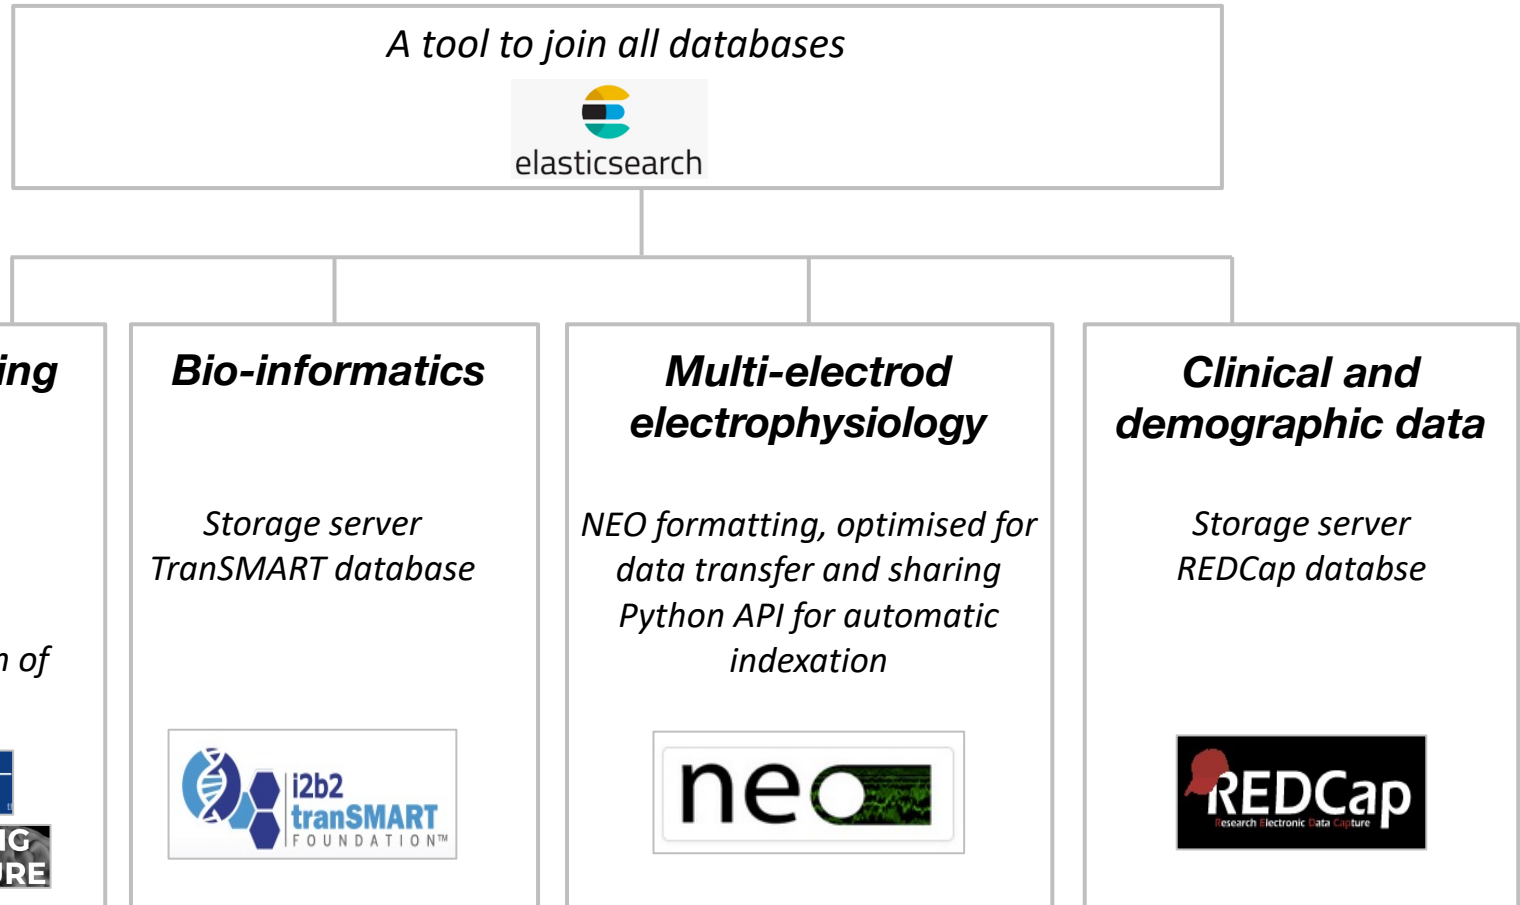 A tool to join all databases
elasticsearch
ing
Bio-informatics
Storage server
TranSMART database
Multi-electrod
electrophysiology
NEO formatting, optimised for
data transfer and sharing
Python API for automatic
indexation
Clinical and
demographic data
Storage server
REDCap databse
of
i2b2
tranSMART
FOUNDATION™
neo
REDCap
Research Electronic Data Capture
G
URE